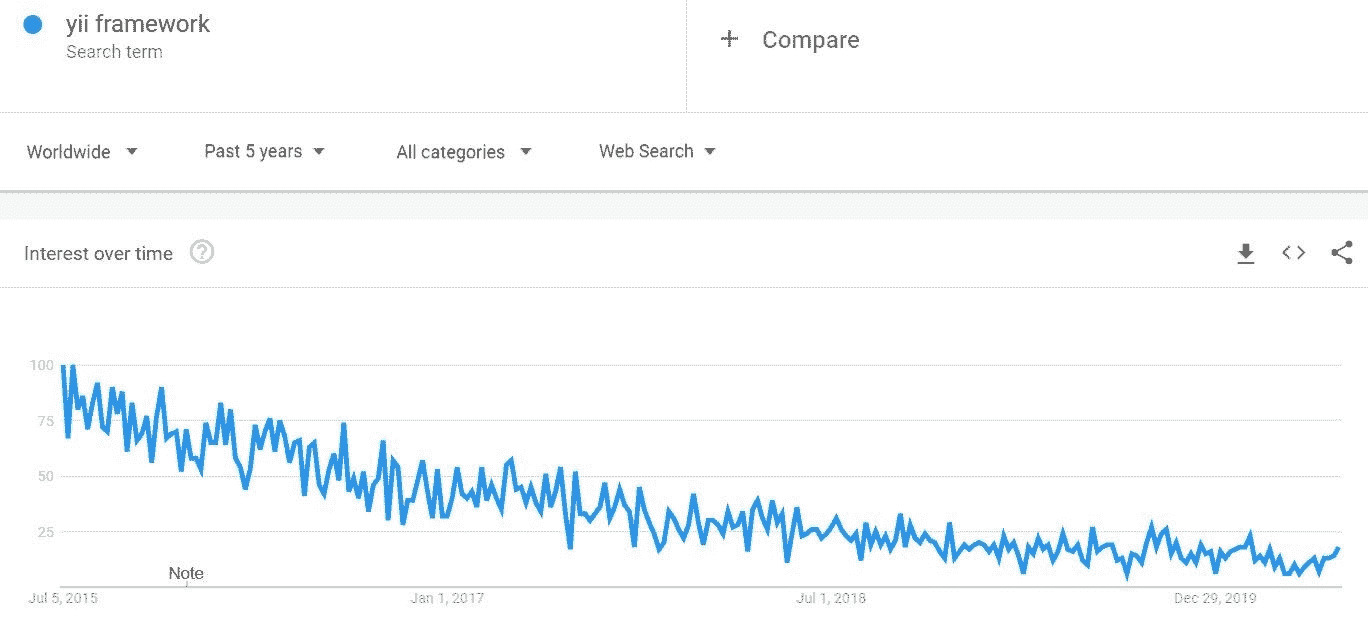 yii framework
Search term
+ Compare
Worldwide
Past 5 years
All categories
Web Search
Interest over time ?
100
75
50
25
Note
Jul 5, 2015
Jan 1, 2017
Jul 1, 2018
Dec 29, 2019